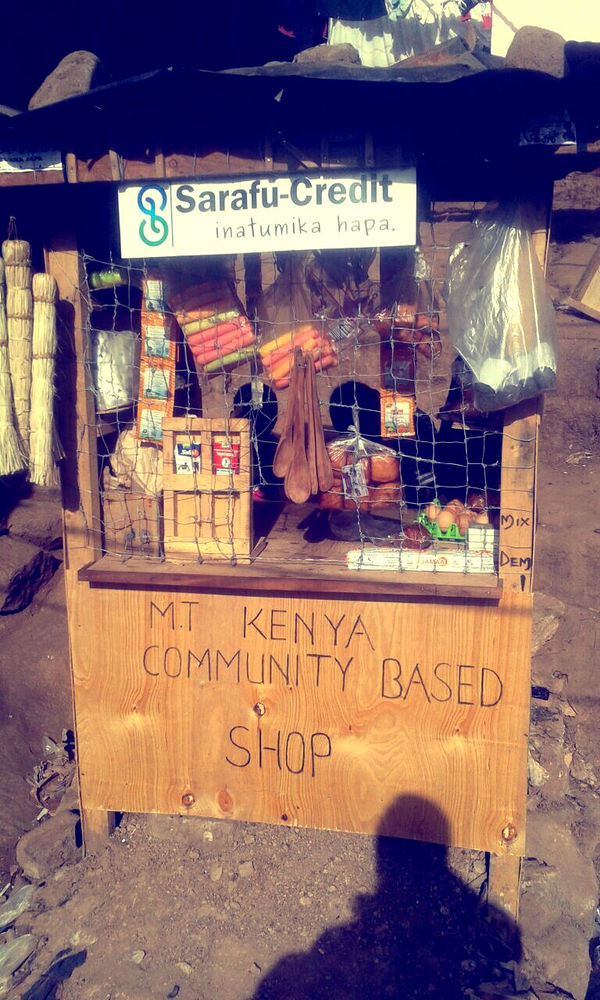 Sarafu-Credit
inatumika hapa.
MIX
DEM
!
M.T KENYA
COMMUNITY BASED
SHOP